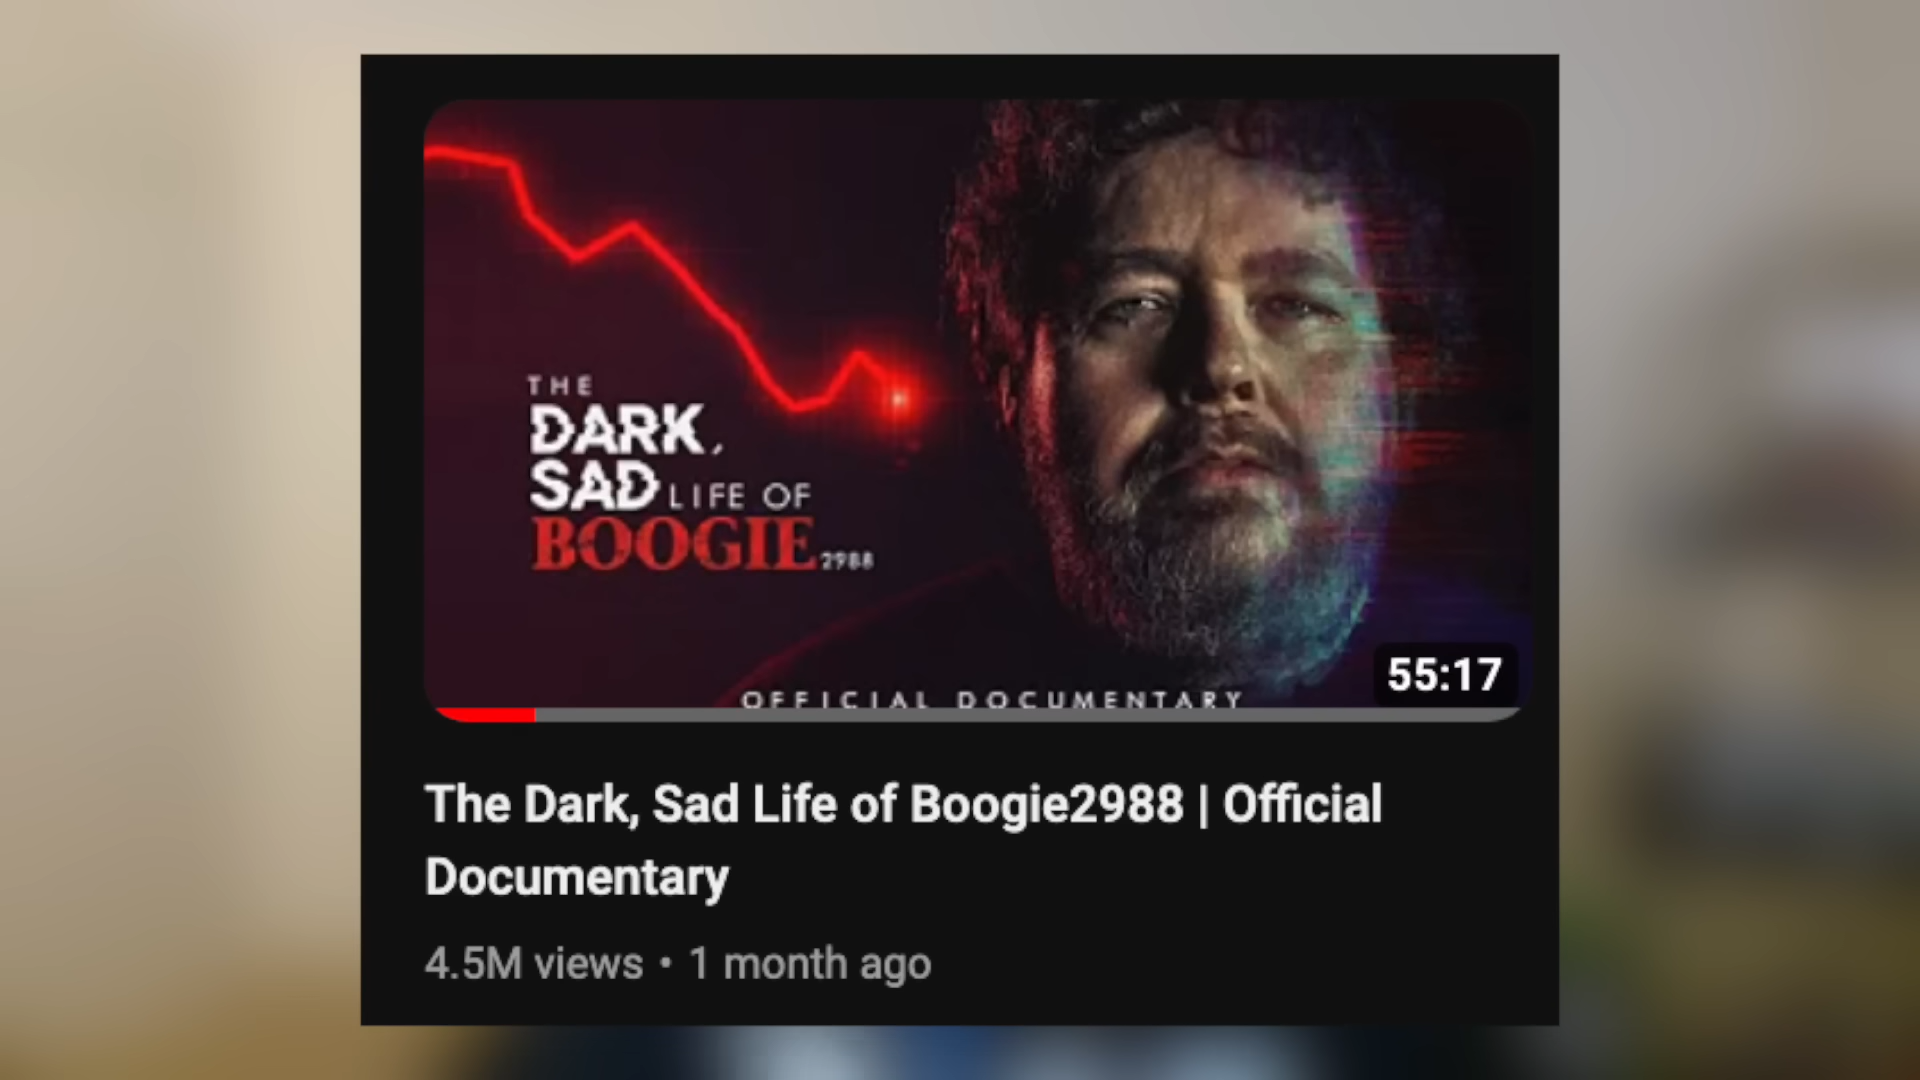 THE
DARK,
SAD LIFE OF
BOOGIE2988
OFFICIAL DOCUMENTARY
55:17
The Dark, Sad Life of Boogie2988 | Official
Documentary
4.5M views • 1 month ago